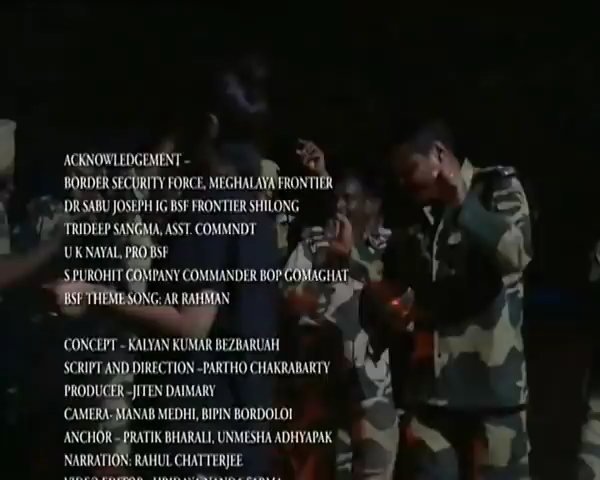 ACKNOWLEDGEMENT –
BORDER SECURITY FORCE, MEGHALAYA FRONTIER
DR SABU JOSEPH IG BSF FRONTIER SHILONG
TRIDEEP SANGMA, ASST. COMMNDT
U K NAYAL, PRO BSF
S PUROHIT COMPANY COMMANDER BOP GOMAGHAT
BSF THEME SONG: AR RAHMAN
CONCEPT – KALYAN KUMAR BEZBARUAH
SCRIPT AND DIRECTION –PARTHO CHAKRABARTY
PRODUCER –JITEN DAIMARY
CAMERA- MANAB MEDHI, BIPIN BORDOLOI
ANCHOR – PRATIK BHARALI, UNMESHA ADHYAPAK
NARRATION: RAHUL CHATTERJEE